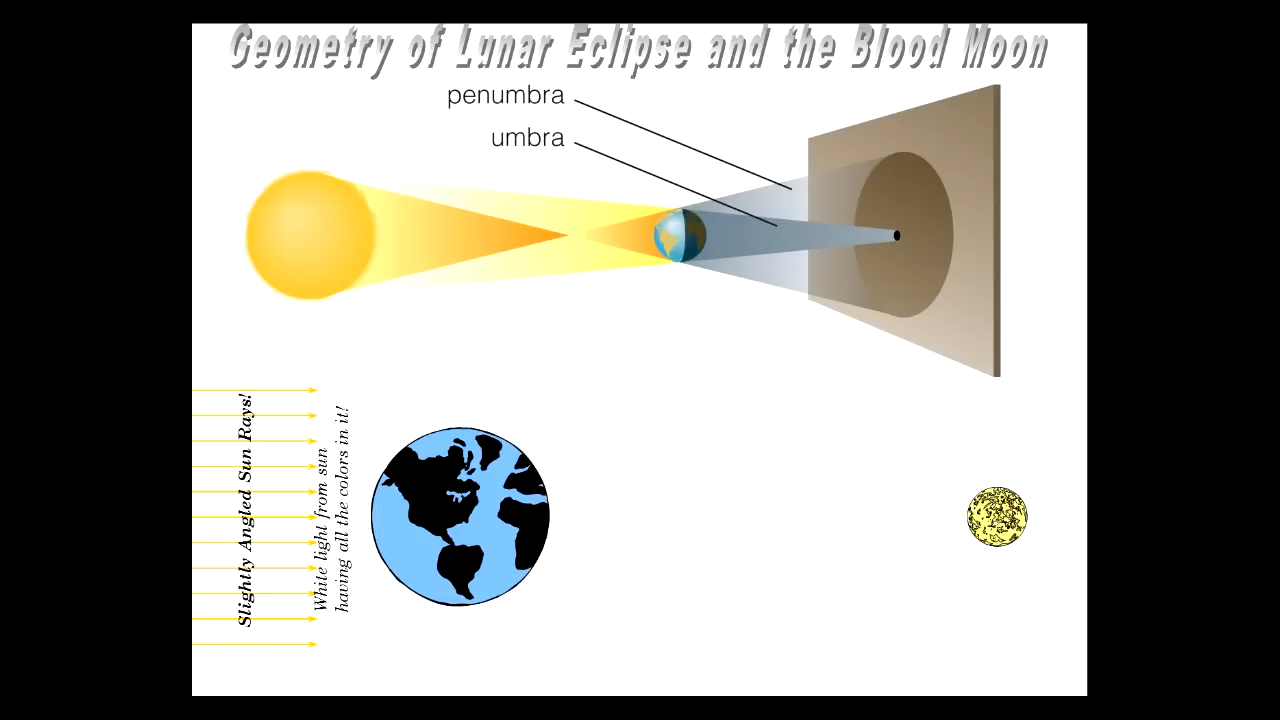 Geometry of Lunar Eclipse and the Blood Moon
penumbra
umbra
Slightly Angled Sun Rays!
White light from sun
having all the colors in it!